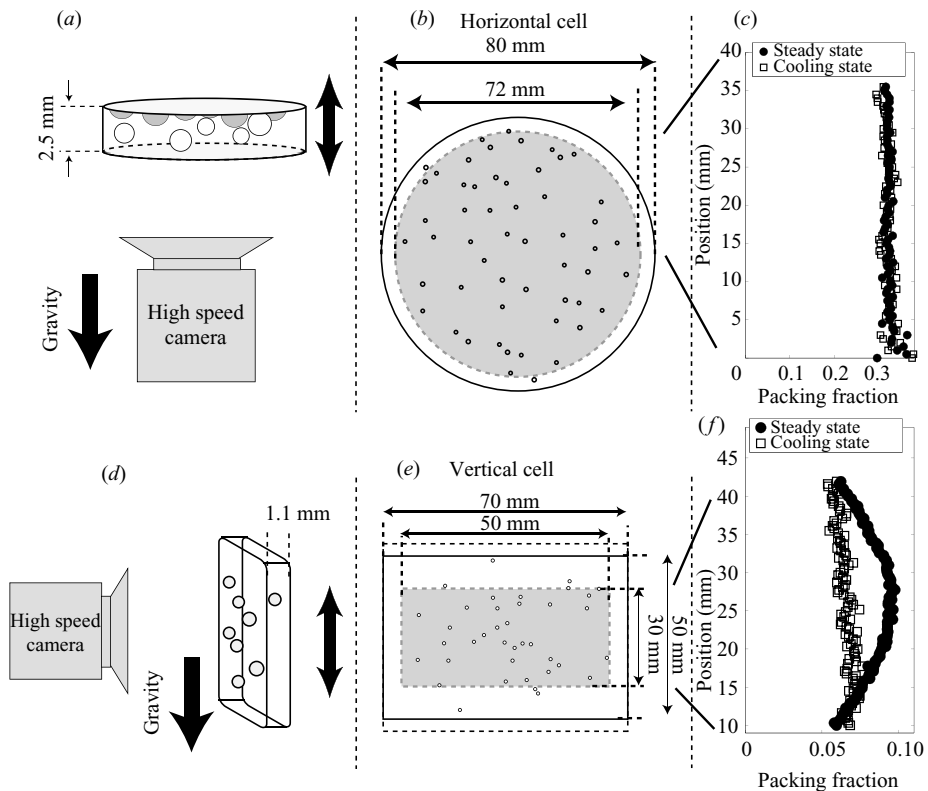 (a)
2.5 mm
Gravity
High speed
camera
(b)
Horizontal cell
80 mm
72 mm
(c)
Steady state
Cooling state
40
35
30
25
20
15
10
5
0
0.1
0.2
0.3
Position (mm)
Packing fraction
(d)
1.1 mm
High speed
camera
Gravity
(e)
Vertical cell
70 mm
50 mm
30 mm
50 mm
(f)
Steady state
Cooling state
45
40
35
30
25
20
15
10
0
0.05
0.10
Position (mm)
Packing fraction